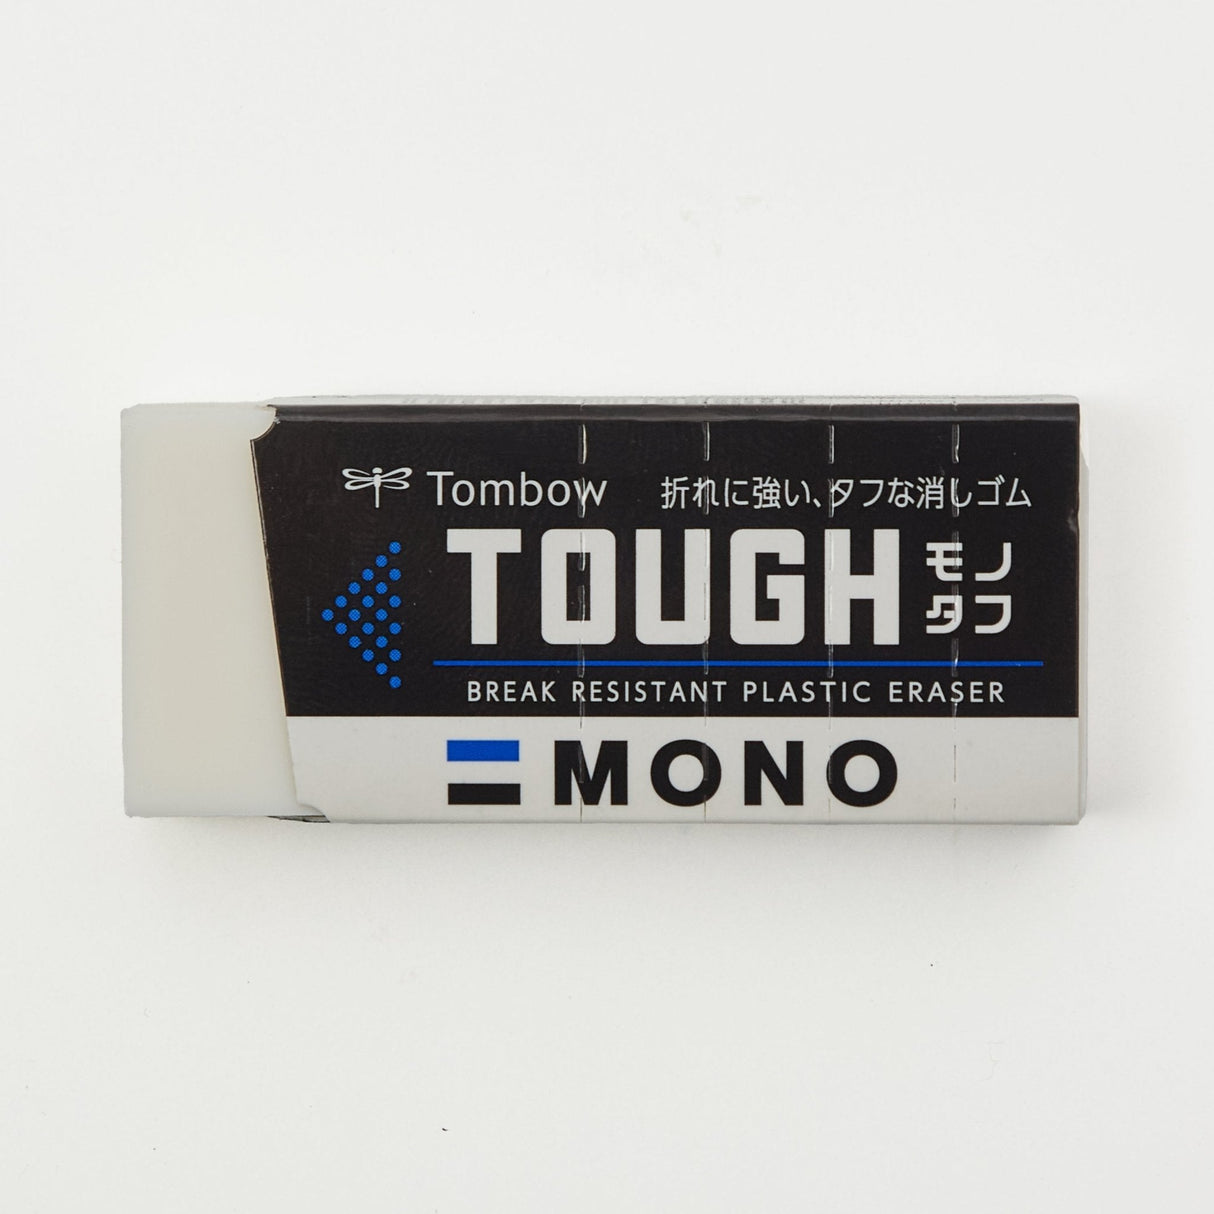 Tombow 折れに強い、タフな消しゴム
TOUGH モノ
タフ
BREAK RESISTANT PLASTIC ERASER
MONO